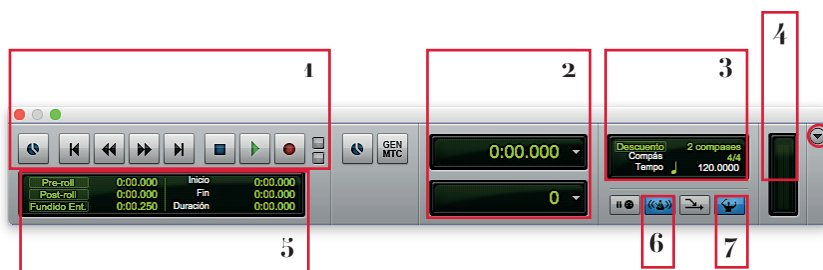 1
2
3
4
GEN
MTC
0:00.000
0
Descuento 2 compases
Compás 4/4
Tempo 120.0000
Pre-roll 0:00.000 Inicio 0:00.000
Post-roll 0:00.000 Fin 0:00.000
Fundido Ent. 0:00.250 Duración 0:00.000
5
6
7